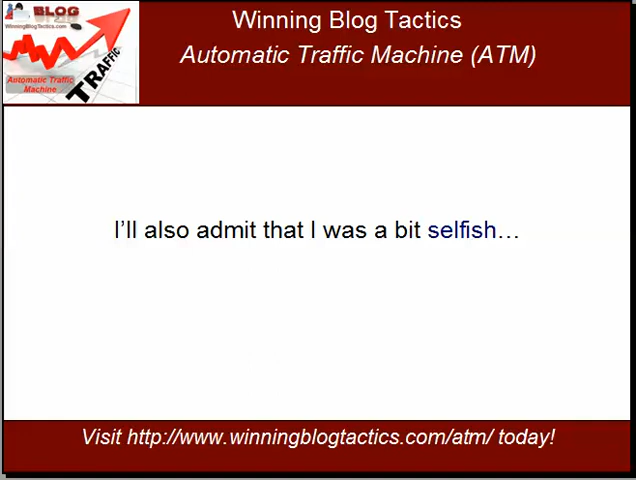 BLOG
WinningBlogTactics.com
Automatic Traffic
Machine
TRAFFIC
Winning Blog Tactics
Automatic Traffic Machine (ATM)
I'll also admit that I was a bit selfish…
Visit http://www.winningblogtactics.com/atm/ today!